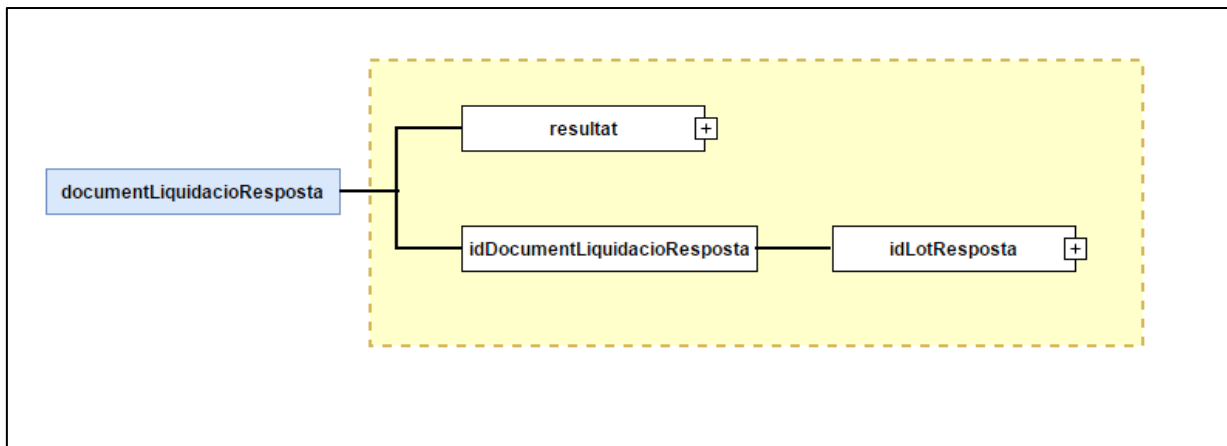 resultat
+
documentLiquidacioResposta
idDocumentLiquidacioResposta
idLotResposta
+